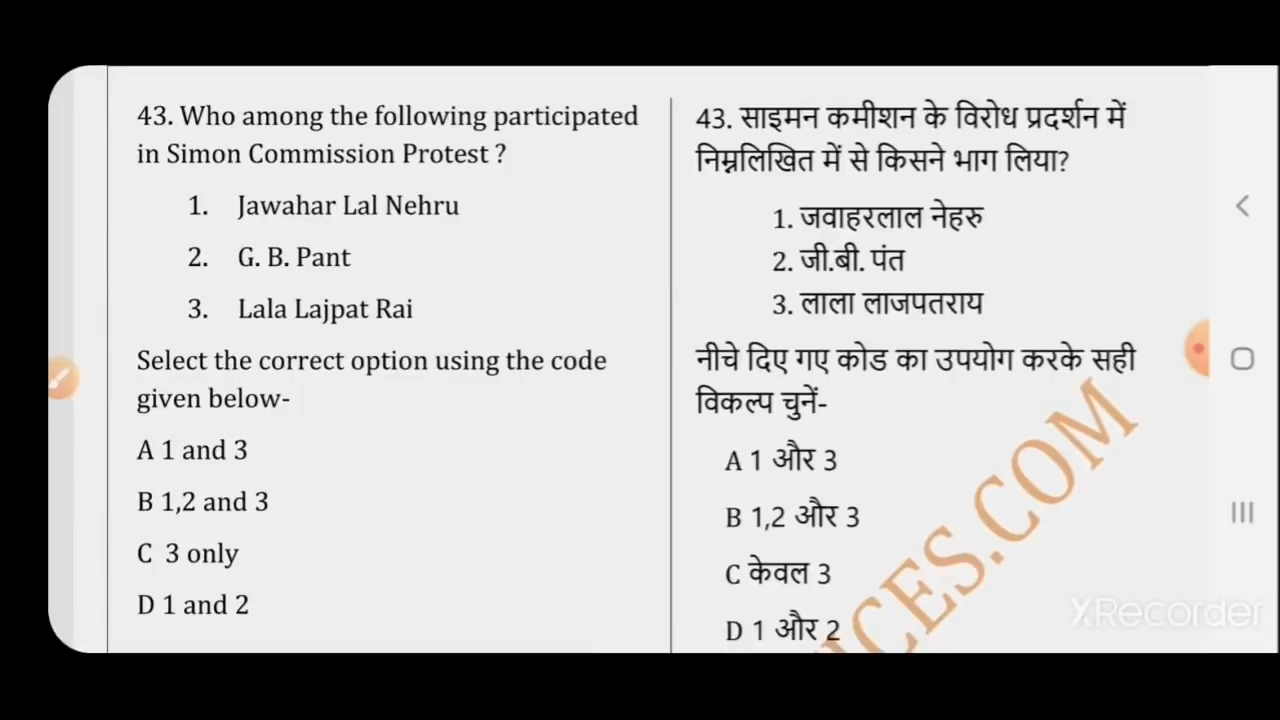 43. Who among the following participated
in Simon Commission Protest ?
1. Jawahar Lal Nehru
2. G. B. Pant
3. Lala Lajpat Rai
Select the correct option using the code
given below-
A 1 and 3
B 1,2 and 3
C 3 only
D 1 and 2
43. साइमन कमीशन के विरोध प्रदर्शन में
निम्नलिखित में से किसने भाग लिया?
1. जवाहरलाल नेहरु
2. जी.बी. पंत
3. लाला लाजपतराय
नीचे दिए गए कोड का उपयोग करके सही
विकल्प चुनें-
A 1 और 3
B 1,2 और 3
C केवल 3
D 1 और 2
CES.COM
XRecorder